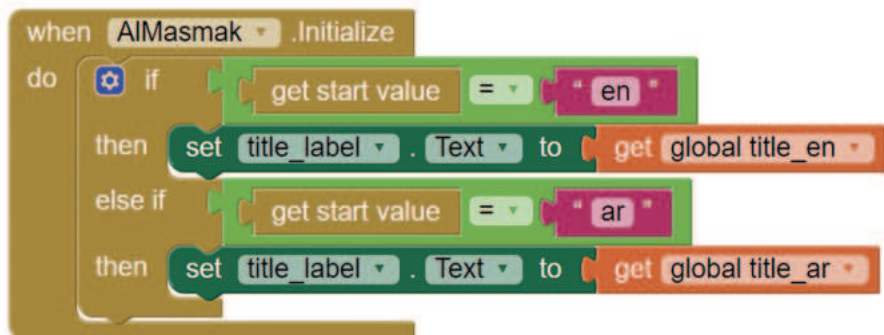 when AlMasmak .Initialize
do if get start value = " en "
then set title_label . Text to get global title_en
else if get start value = " ar "
then set title_label . Text to get global title_ar